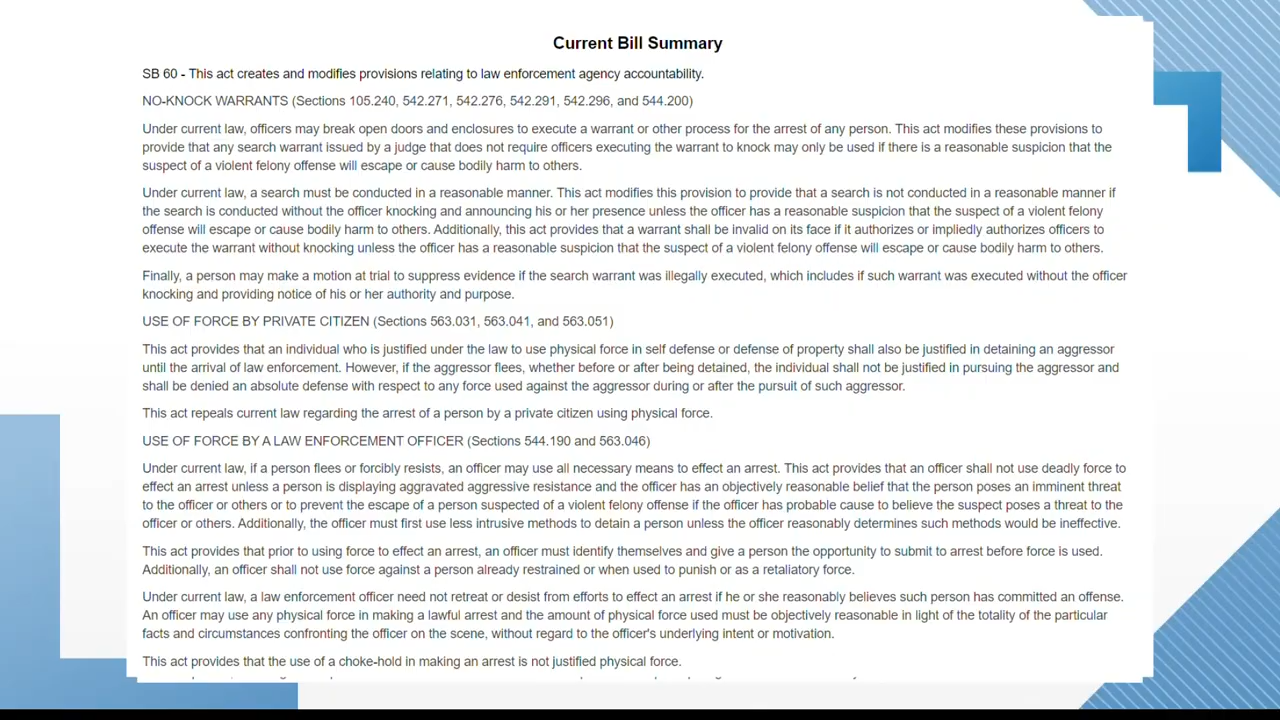 Current Bill Summary
SB 60 - This act creates and modifies provisions relating to law enforcement agency accountability.
NO-KNOCK WARRANTS (Sections 105.240, 542.271, 542.276, 542.291, 542.296, and 544.200)
Under current law, officers may break open doors and enclosures to execute a warrant or other process for the arrest of any person. This act modifies these provisions to
provide that any search warrant issued by a judge that does not require officers executing the warrant to knock may only be used if there is a reasonable suspicion that the
suspect of a violent felony offense will escape or cause bodily harm to others.
Under current law, a search must be conducted in a reasonable manner. This act modifies this provision to provide that a search is not conducted in a reasonable manner if
the search is conducted without the officer knocking and announcing his or her presence unless the officer has a reasonable suspicion that the suspect of a violent felony
offense will escape or cause bodily harm to others. Additionally, this act provides that a warrant shall be invalid on its face if it authorizes or impliedly authorizes officers to
execute the warrant without knocking unless the officer has a reasonable suspicion that the suspect of a violent felony offense will escape or cause bodily harm to others.
Finally, a person may make a motion at trial to suppress evidence if the search warrant was illegally executed, which includes if such warrant was executed without the officer
knocking and providing notice of his or her authority and purpose.
USE OF FORCE BY PRIVATE CITIZEN (Sections 563.031, 563.041, and 563.051)
This act provides that an individual who is justified under the law to use physical force in self defense or defense of property shall also be justified in detaining an aggressor
until the arrival of law enforcement. However, if the aggressor flees, whether before or after being detained, the individual shall not be justified in pursuing the aggressor and
shall be denied an absolute defense with respect to any force used against the aggressor during or after the pursuit of such aggressor.
This act repeals current law regarding the arrest of a person by a private citizen using physical force.
USE OF FORCE BY A LAW ENFORCEMENT OFFICER (Sections 544.190 and 563.046)
Under current law, if a person flees or forcibly resists, an officer may use all necessary means to effect an arrest. This act provides that an officer shall not use deadly force to
effect an arrest unless a person is displaying aggravated aggressive resistance and the officer has an objectively reasonable belief that the person poses an imminent threat
to the officer or others or to prevent the escape of a person suspected of a violent felony offense if the officer has probable cause to believe the suspect poses a threat to the
officer or others. Additionally, the officer must first use less intrusive methods to detain a person unless the officer reasonably determines such methods would be ineffective.
This act provides that prior to using force to effect an arrest, an officer must identify themselves and give a person the opportunity to submit to arrest before force is used.
Additionally, an officer shall not use force against a person already restrained or when used to punish or as a retaliatory force.
Under current law, a law enforcement officer need not retreat or desist from efforts to effect an arrest if he or she reasonably believes such person has committed an offense.
An officer may use any physical force in making a lawful arrest and the amount of physical force used must be objectively reasonable in light of the totality of the particular
facts and circumstances confronting the officer on the scene, without regard to the officer's underlying intent or motivation.
This act provides that the use of a choke-hold in making an arrest is not justified physical force.